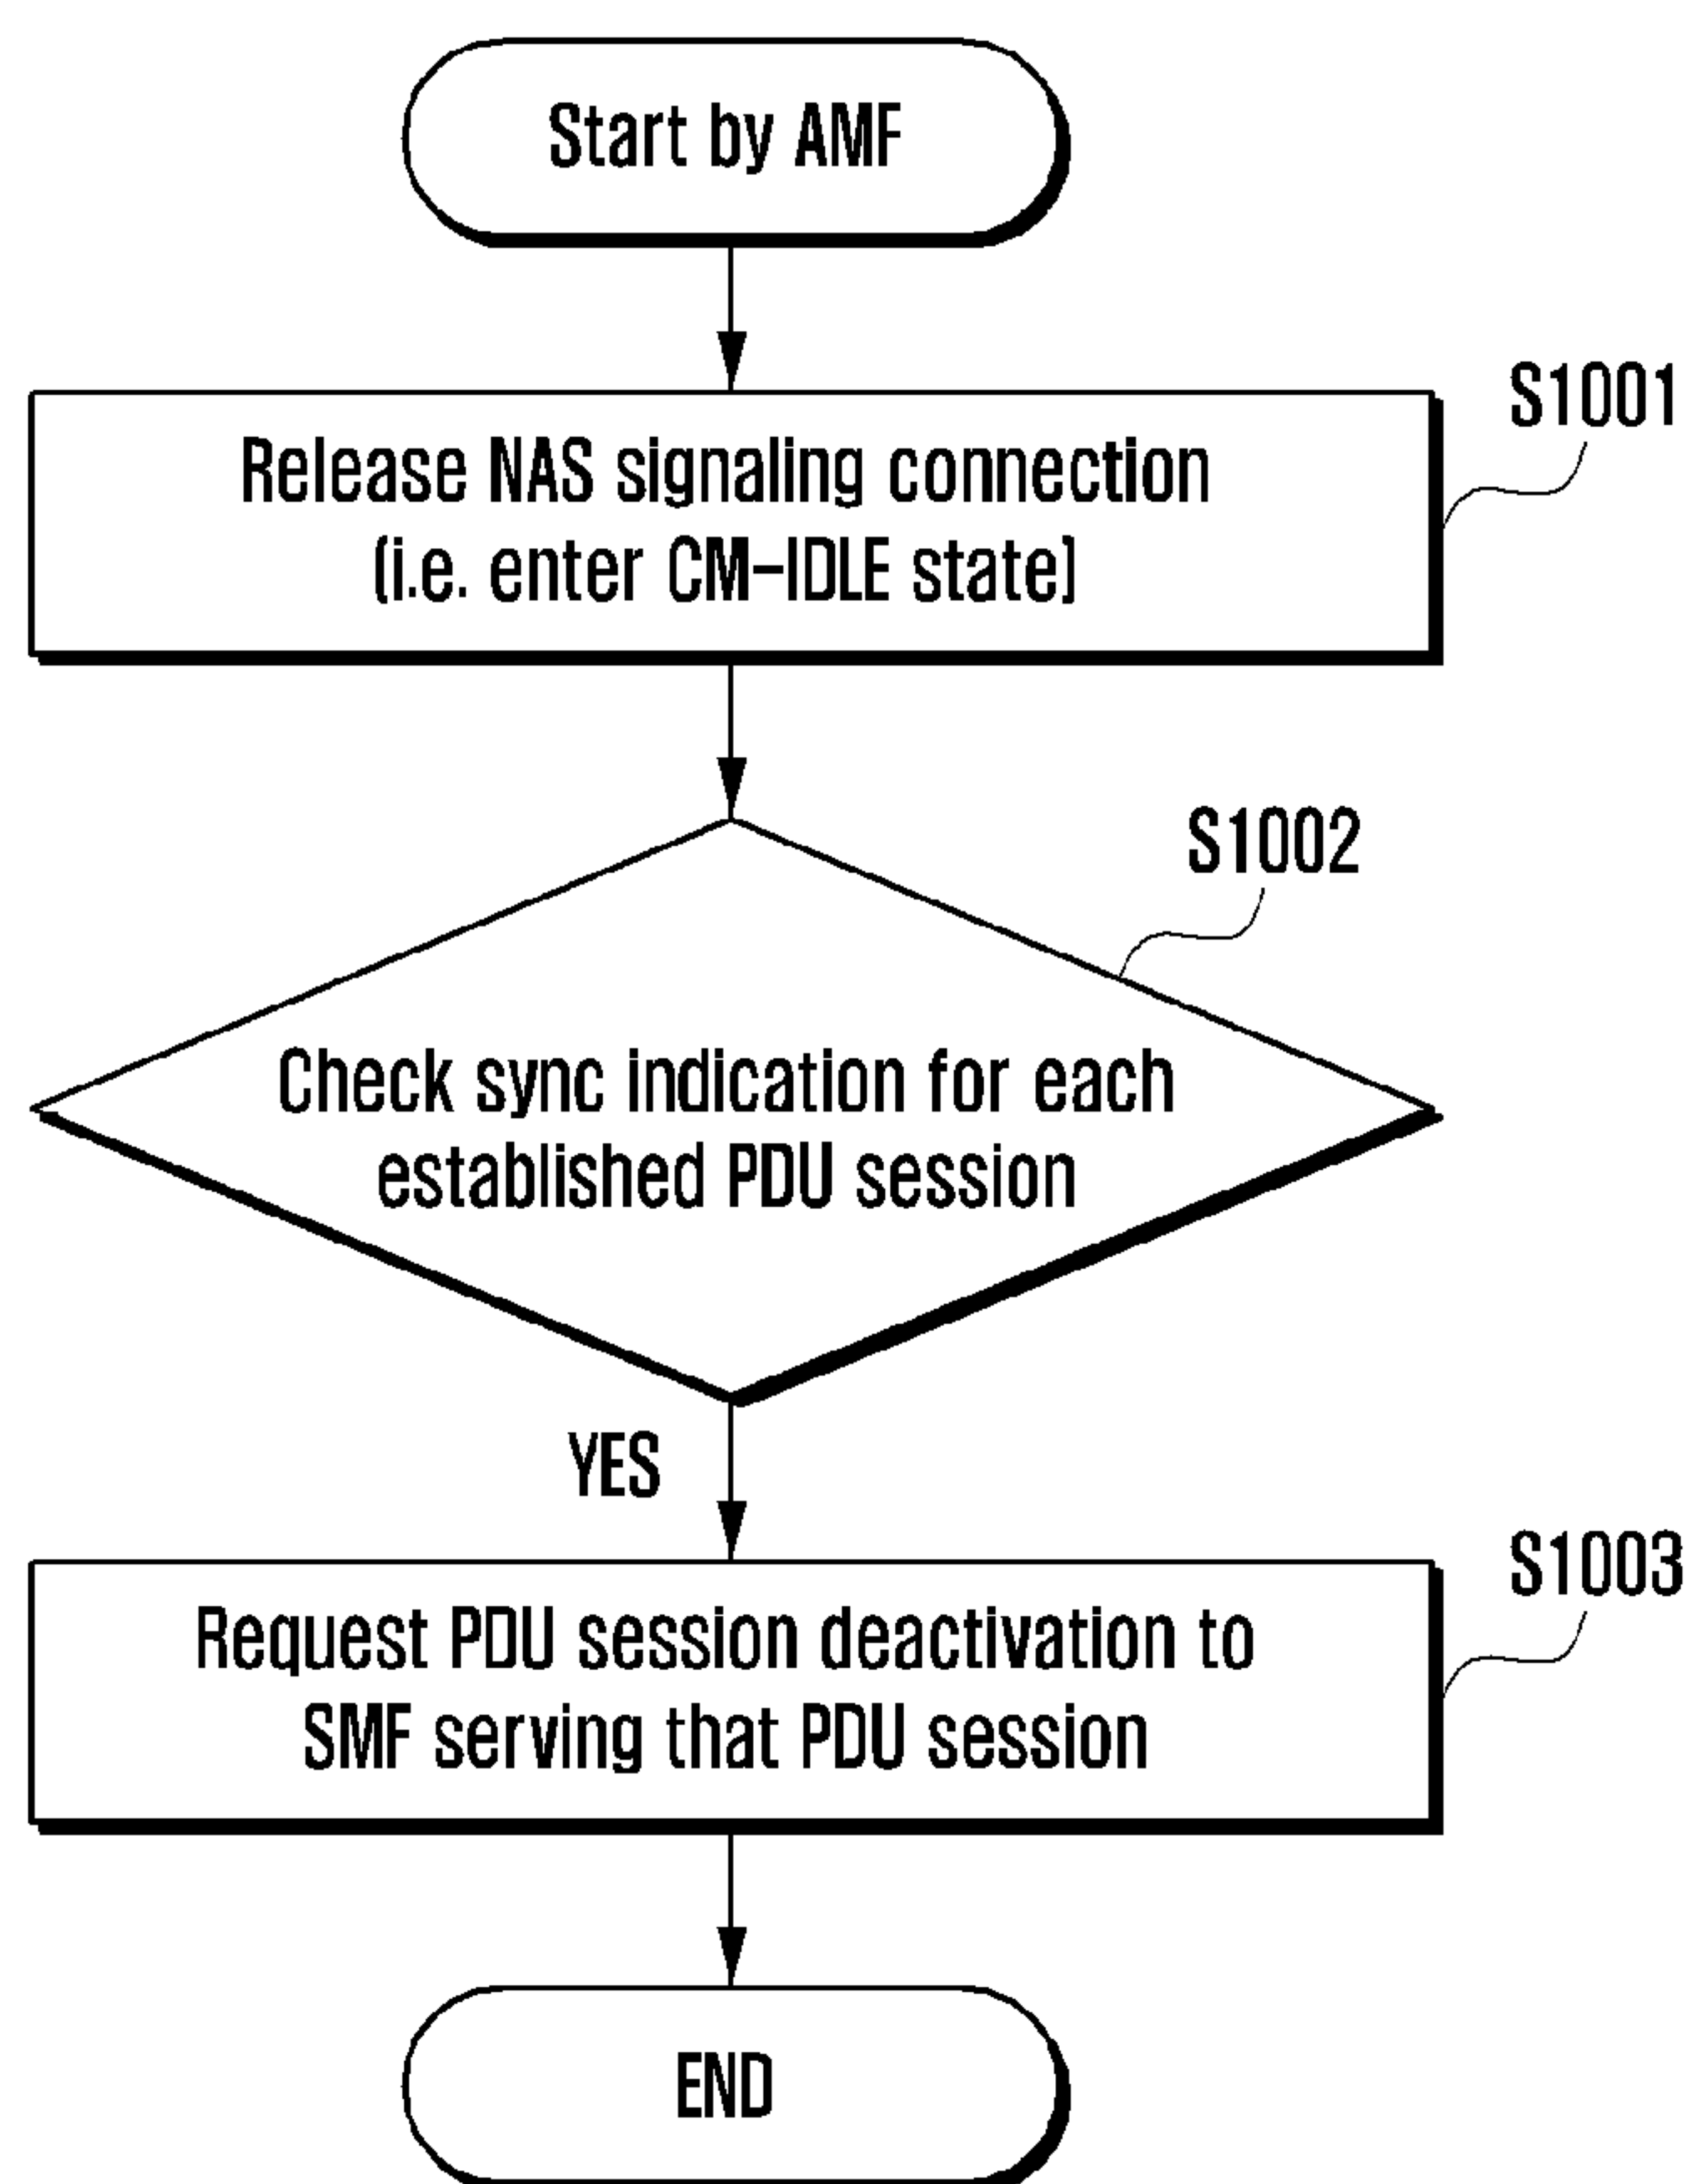 Start by AMF
S1001
Release NAS signaling connection
(i.e. enter CM-IDLE state)
S1002
Check sync indication for each
established PDU session
YES
S1003
Request PDU session deactivation to
SMF serving that PDU session
END